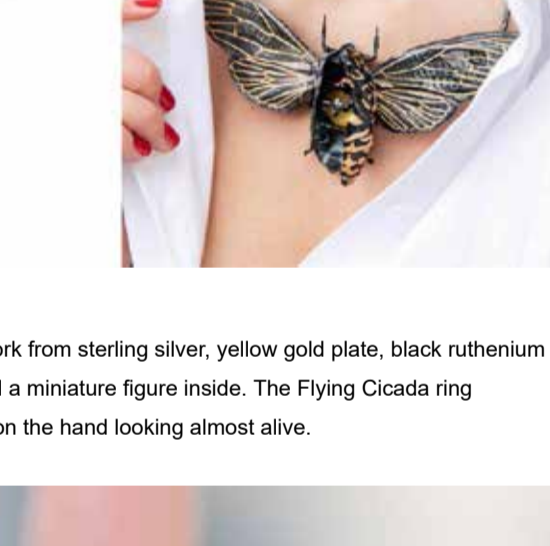 from sterling silver, yellow gold plate, black ruthenium
a miniature figure inside. The Flying Cicada ring
on the hand looking almost alive.